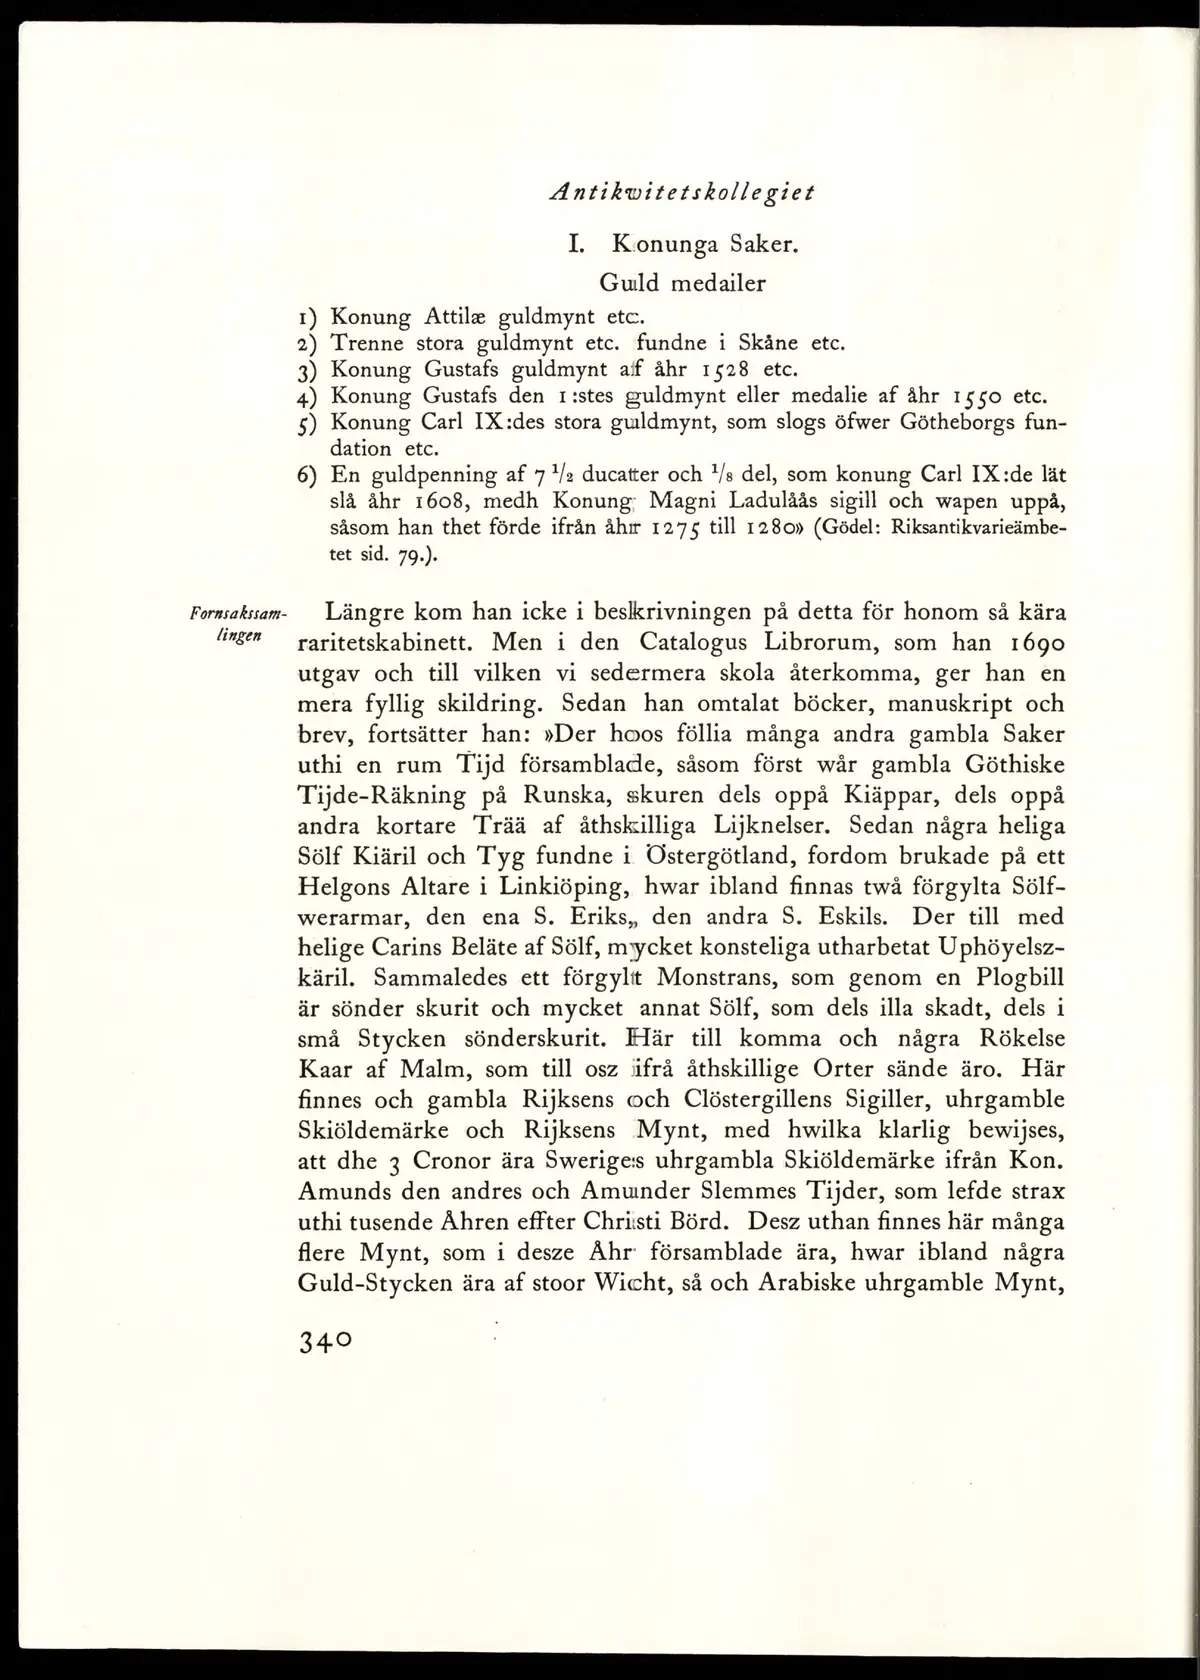 Antikwitetskollegiet
I. Konunga Saker.
Guld medailer
1) Konung Attilæ guldmynt etc.
2) Trenne stora guldmynt etc. fundne i Skåne etc.
3) Konung Gustafs guldmynt aff åhr 1528 etc.
4) Konung Gustafs den 1:stes guldmynt eller medalie af åhr 1550 etc.
5) Konung Carl IX:des stora guldmynt, som slogs öfwer Götheborgs fun-
dation etc.
6) En guldpenning af 7 1/2 ducatter och 1/8 del, som konung Carl IX:de lät
slå åhr 1608, medh Konung Magni Ladulåås sigill och wapen uppå,
såsom han thet förde ifrån åhr 1275 till 1280» (Gödel: Riksantikvarieämbe-
tet sid. 79.).
Fornsakssam-
lingen
Längre kom han icke i beskrivningen på detta för honom så kära
raritetskabinett. Men i den Catalogus Librorum, som han 1690
utgav och till vilken vi sedermera skola återkomma, ger han en
mera fyllig skildring. Sedan han omtalat böcker, manuskript och
brev, fortsätter han: »Der hoos föllia många andra gambla Saker
uthi en rum Tijd församblade, såsom först wår gambla Göthiske
Tijde-Räkning på Runska, skuren dels oppå Kiäppar, dels oppå
andra kortare Trää af åthskilliga Lijknelser. Sedan några heliga
Sölf Kiäril och Tyg fundne i Östergötland, fordom brukade på ett
Helgons Altare i Linkiöping, hwar ibland finnas twå förgylta Sölf-
werarmar, den ena S. Eriks, den andra S. Eskils. Der till med
helige Carins Beläte af Sölf, mycket konsteliga utharbetat Uphöyelsz-
käril. Sammaledes ett förgylt Monstrans, som genom en Plogbill
är sönder skurit och mycket annat Sölf, som dels illa skadt, dels i
små Stycken sönderskurit. Här till komma och några Rökelse
Kaar af Malm, som till osz ifrå åthskillige Orter sände äro. Här
finnes och gambla Rijksens och Clöstergillens Sigiller, uhrgamble
Skiöldemärke och Rijksens Mynt, med hwilka klarlig bewijses,
att dhe 3 Cronor ära Sweriges uhrgambla Skiöldemärke ifrån Kon.
Amunds den andres och Amunder Slemmes Tijder, som lefde strax
uthi tusende Åhren effter Christi Börd. Desz uthan finnes här många
flere Mynt, som i desze Åhr församblade ära, hwar ibland några
Guld-Stycken ära af stoor Wicht, så och Arabiske uhrgamble Mynt,
340